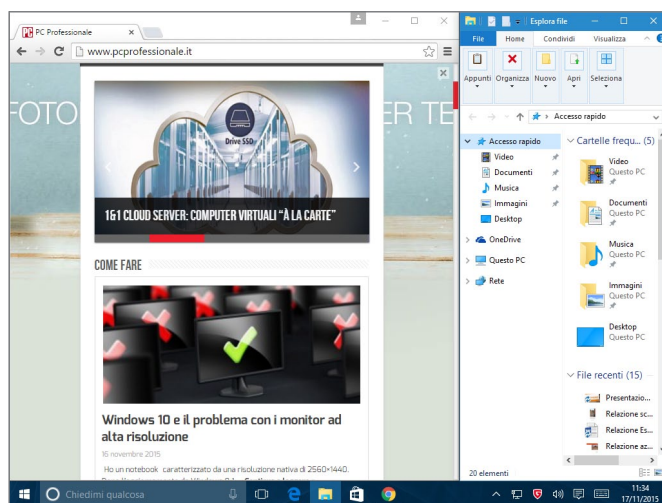 PC Professionale
www.pcprofessionale.it
FOTO
ER TE
Drive SSD
1&1 CLOUD SERVER: COMPUTER VIRTUALI “À LA CARTE”
COME FARE
Windows 10 e il problema con i monitor ad
alta risoluzione
16 novembre 2015
Ho un notebook caratterizzato da una risoluzione nativa di 2560×1440.
Esplora file
File Home Condividi Visualizza
Appunti Organizza Nuovo Apri Seleziona
Accesso rapido
Accesso rapido
Video
Documenti
Musica
Immagini
Desktop
OneDrive
Questo PC
Rete
Cartelle frequ... (5)
Video
Questo PC
Documenti
Questo PC
Musica
Questo PC
Immagini
Questo PC
Desktop
Questo PC
File recenti (15)
Presentazio...
Relazione sc...
Relazione Es...
Relazione az...
20 elementi
Chiedimi qualcosa
11:34
17/11/2015